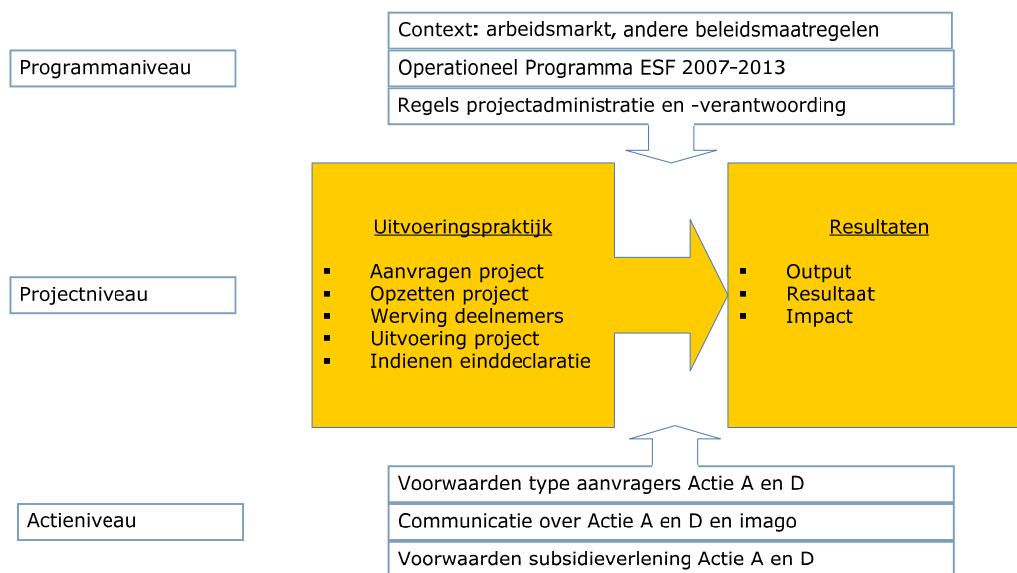 Context: arbeidsmarkt, andere beleidsmaatregelen
Programmaniveau
Operationeel Programma ESF 2007-2013
Regels projectadministratie en -verantwoording
Uitvoeringspraktijk
▪ Aanvragen project
▪ Opzetten project
▪ Werving deelnemers
▪ Uitvoering project
▪ Indienen einddeclaratie
Resultaten
▪ Output
▪ Resultaat
▪ Impact
Projectniveau
Voorwaarden type aanvragers Actie A en D
Actieniveau
Communicatie over Actie A en D en imago
Voorwaarden subsidieverlening Actie A en D